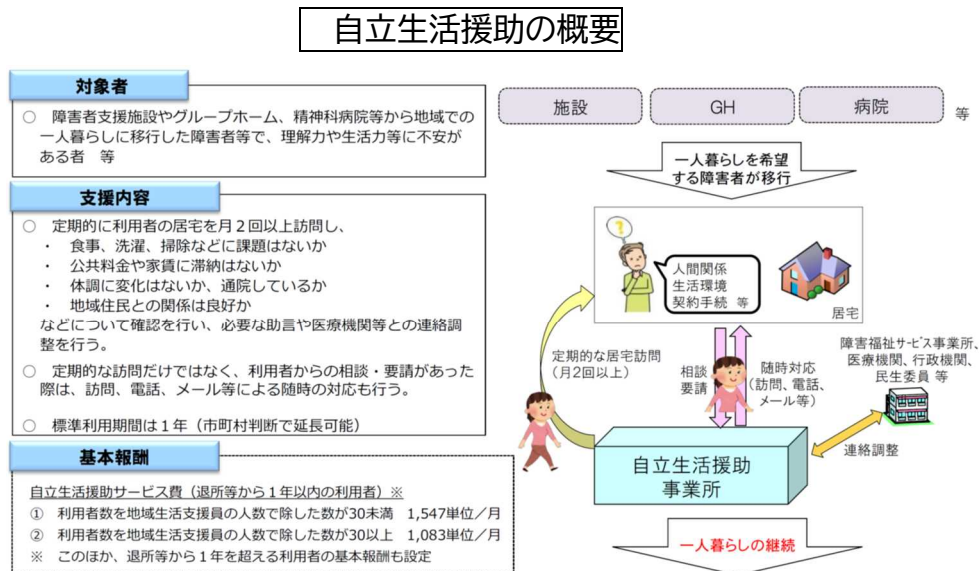 自立生活援助の概要
対象者
○ 障害者支援施設やグループホーム、精神科病院等から地域での
一人暮らしに移行した障害者等で、理解力や生活力等に不安が
ある者 等
支援内容
○ 定期的に利用者の居宅を月２回以上訪問し、
・ 食事、洗濯、掃除などに課題はないか
・ 公共料金や家賃に滞納はないか
・ 体調に変化はないか、通院しているか
・ 地域住民との関係は良好か
などについて確認を行い、必要な助言や医療機関等との連絡調
整を行う。
○ 定期的な訪問だけではなく、利用者からの相談・要請があった
際は、訪問、電話、メール等による随時の対応も行う。
○ 標準利用期間は１年（市町村判断で延長可能）
基本報酬
自立生活援助サービス費（退所等から１年以内の利用者）※
① 利用者数を地域生活支援員の人数で除した数が30未満 1,547単位／月
② 利用者数を地域生活支援員の人数で除した数が30以上 1,083単位／月
※ このほか、退所等から１年を超える利用者の基本報酬も設定
施設
GH
病院
等
一人暮らしを希望
する障害者が移行
?
人間関係
生活環境
契約手続 等
居宅
定期的な居宅訪問
（月2回以上）
相談
要請
随時対応
（訪問、電話、
メール等）
障害福祉サービス事業所、
医療機関、行政機関、
民生委員 等
連絡調整
自立生活援助
事業所
一人暮らしの継続